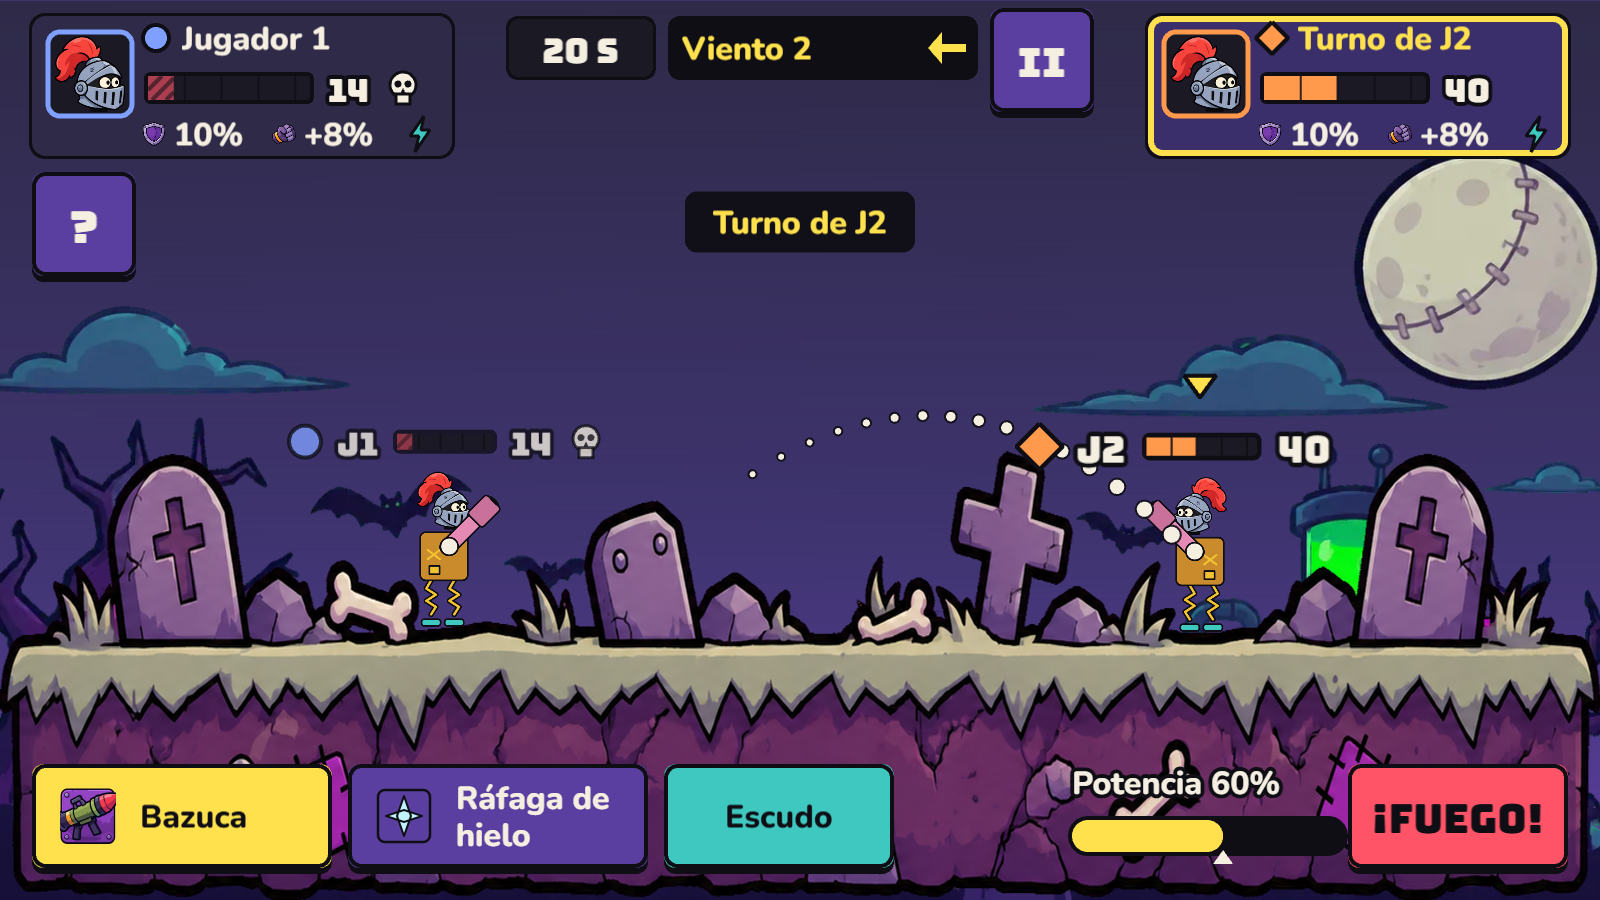 Jugador 1
14
10% +8%
20 S
Viento 2
II
Turno de J2
40
10% +8%
?
Turno de J2
J1 14
J2 40
Bazuca
Ráfaga de
hielo
Escudo
Potencia 60%
¡FUEGO!